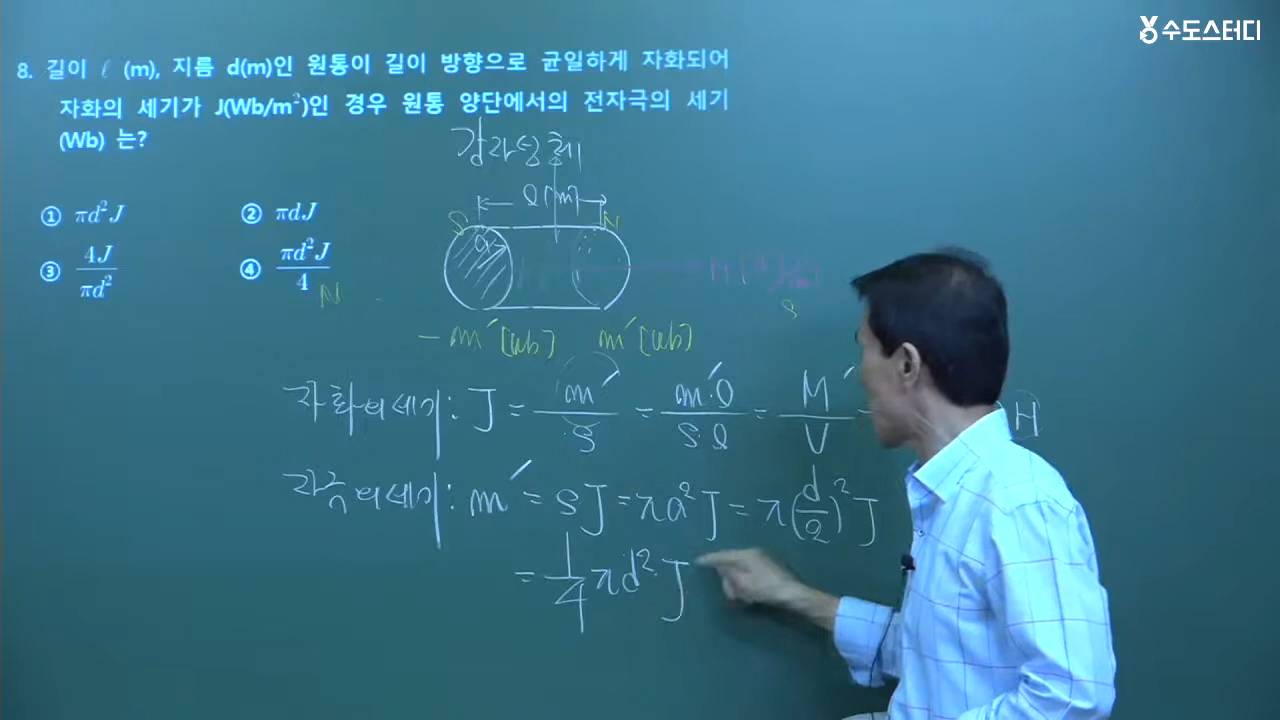 수도스터디
8. 길이 ℓ (m), 지름 d(m)인 원통이 길이 방향으로 균일하게 자화되어
자화의 세기가 J(Wb/m²)인 경우 원통 양단에서의 전자극의 세기
(Wb) 는?
① πd²J
② πdJ
③ 4J/πd²
④ πd²J/4
강자성체
l[m]
S N
a
N S
-m′[wb] m′[wb]
자화의세기: J = m′/S = m′l/S·l = M′/V H
자극의세기: m′ = SJ = πa²J = π(d/2)²J
= 1/4 πd²J